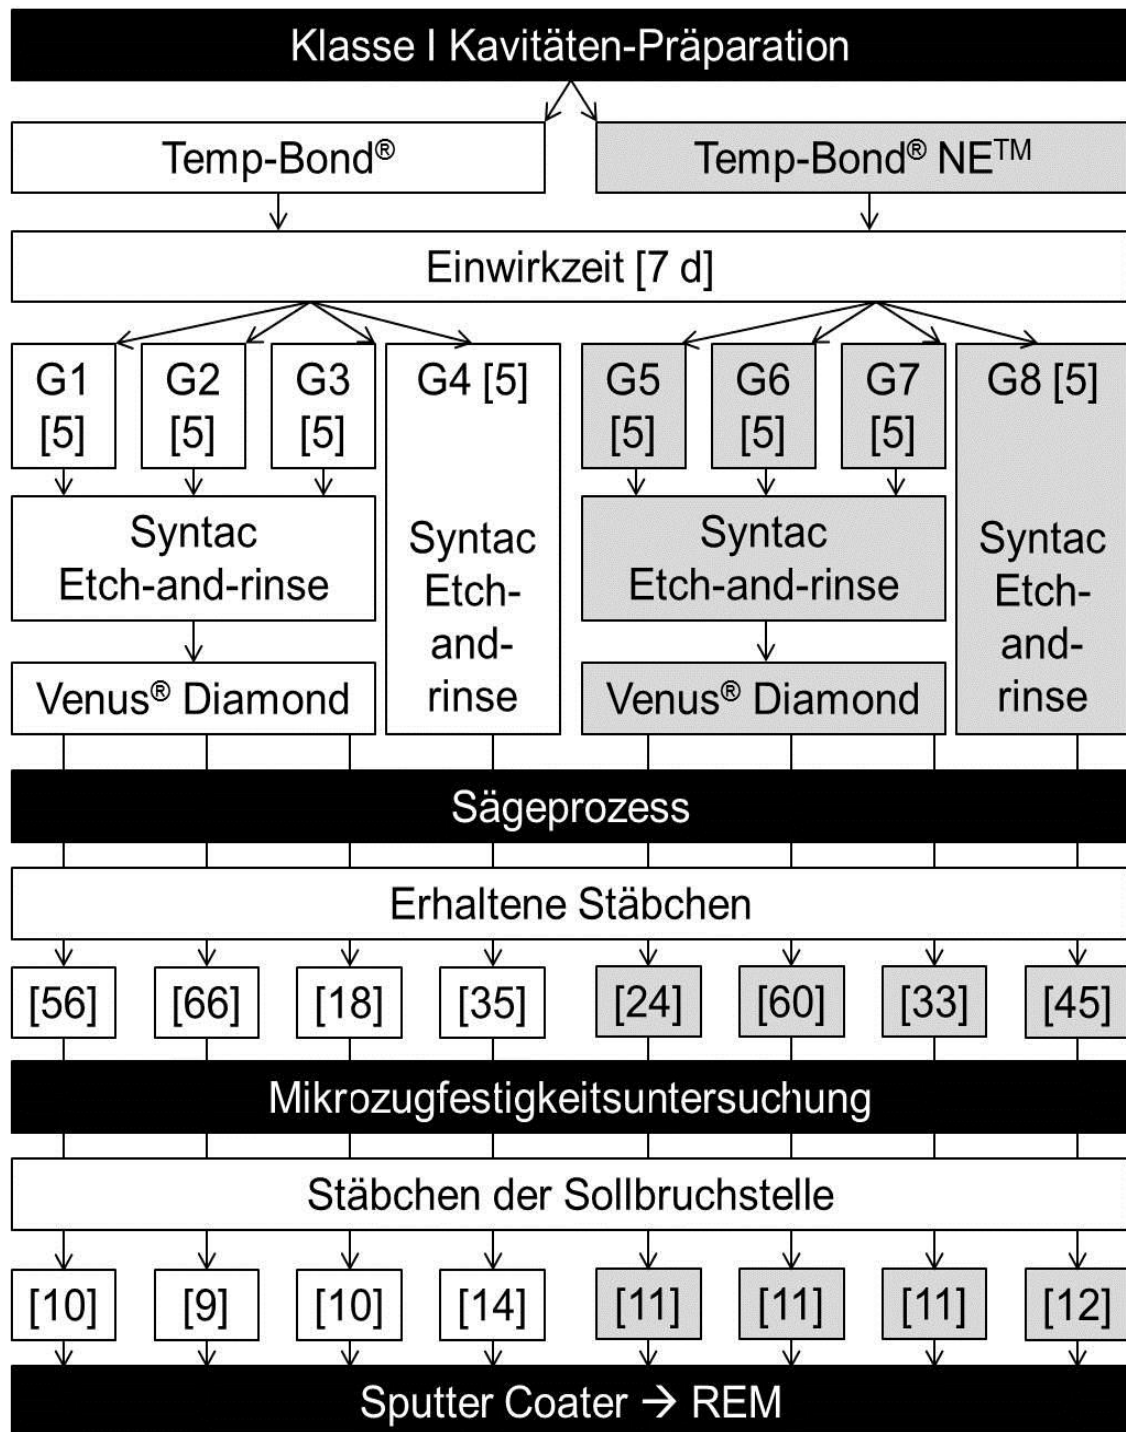 Klasse I Kavitäten-Präparation
Temp-Bond® Temp-Bond® NE™
Einwirkzeit [7 d]
G1 G2 G3 G4 [5] G5 G6 G7 G8 [5]
[5] [5] [5] [5] [5] [5]
Syntac
Etch-and-rinse
Syntac
Etch-
and-
rinse
Syntac
Etch-and-rinse
Syntac
Etch-
and-
rinse
Venus® Diamond Venus® Diamond
Sägeprozess
Erhaltene Stäbchen
[56] [66] [18] [35] [24] [60] [33] [45]
Mikrozugfestigkeitsuntersuchung
Stäbchen der Sollbruchstelle
[10] [9] [10] [14] [11] [11] [11] [12]
Sputter Coater → REM